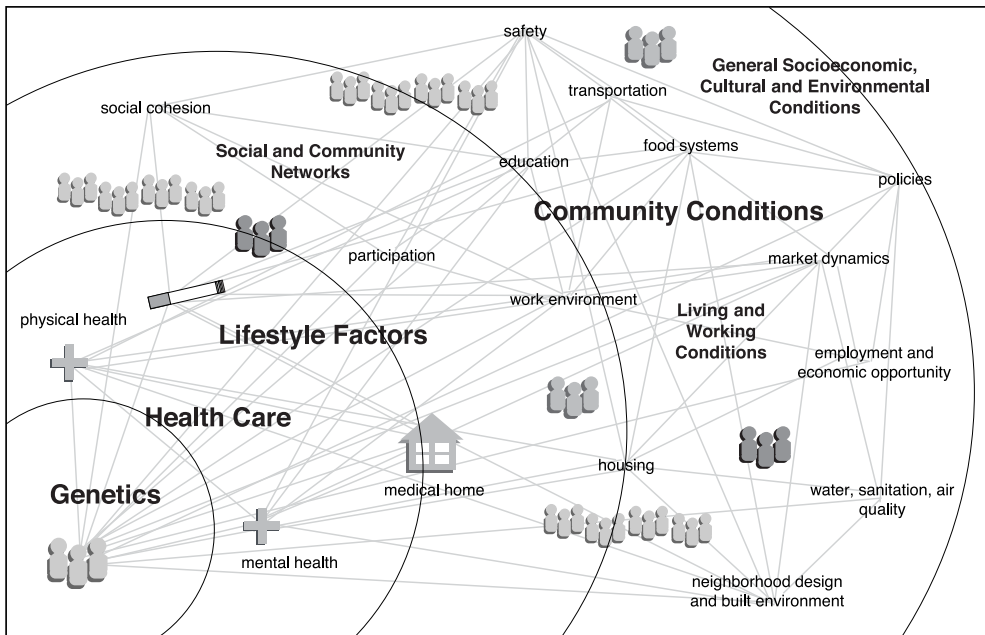 safety
General Socioeconomic,
Cultural and Environmental
Conditions
transportation
social cohesion
Social and Community
Networks
education
food systems
policies
Community Conditions
participation
market dynamics
work environment
physical health
Lifestyle Factors
Living and
Working
Conditions
employment and
economic opportunity
Health Care
Genetics
medical home
housing
water, sanitation, air
quality
mental health
neighborhood design
and built environment